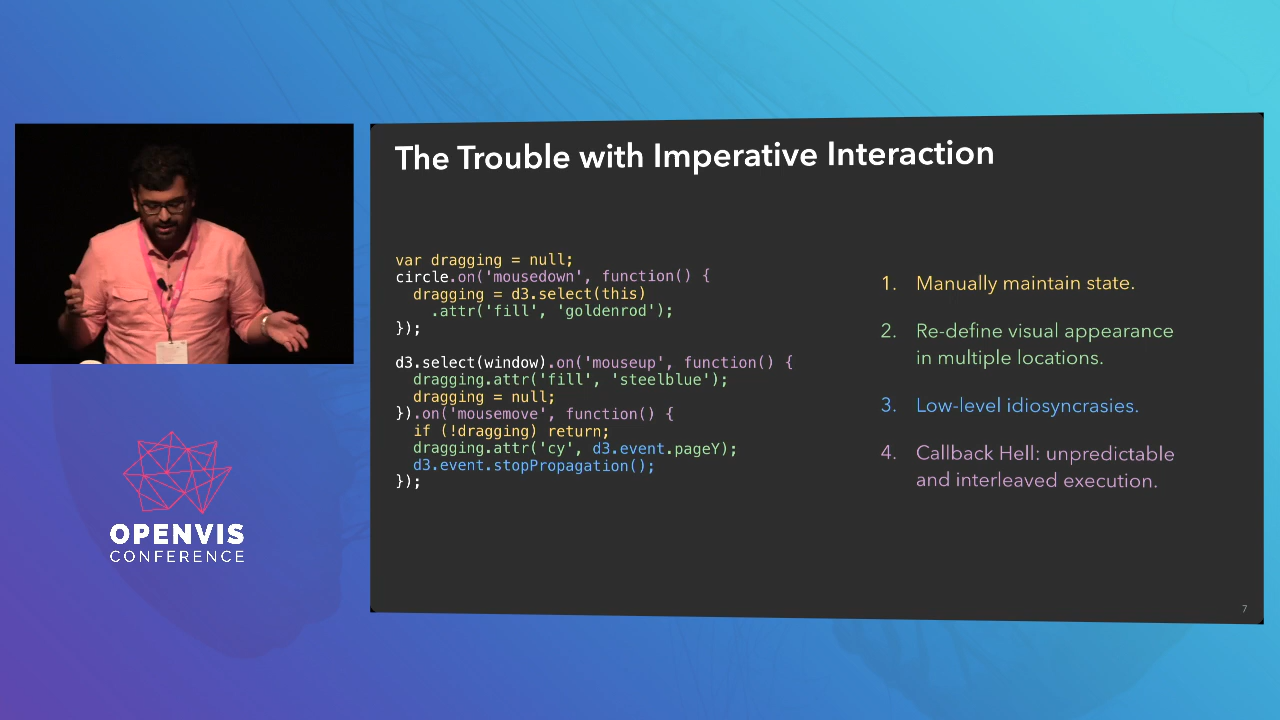 The Trouble with Imperative Interaction
var dragging = null;
circle.on('mousedown', function() {
  dragging = d3.select(this)
    .attr('fill', 'goldenrod');
});
d3.select(window).on('mouseup', function() {
  dragging.attr('fill', 'steelblue');
  dragging = null;
}).on('mousemove', function() {
  if (!dragging) return;
  dragging.attr('cy', d3.event.pageY);
  d3.event.stopPropagation();
});
1. Manually maintain state.
2. Re-define visual appearance
in multiple locations.
3. Low-level idiosyncrasies.
4. Callback Hell: unpredictable
and interleaved execution.
7
OPENVIS
CONFERENCE